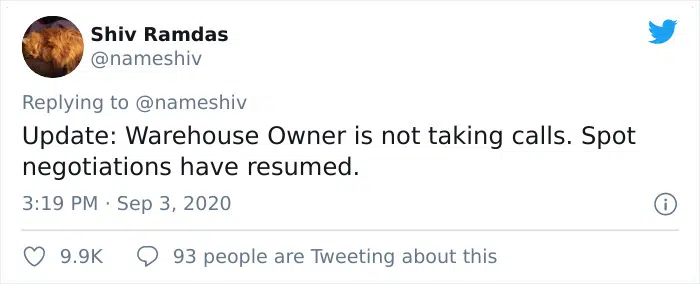 Shiv Ramdas
@nameshiv
Replying to @nameshiv
Update: Warehouse Owner is not taking calls. Spot
negotiations have resumed.
3:19 PM · Sep 3, 2020
9.9K 93 people are Tweeting about this